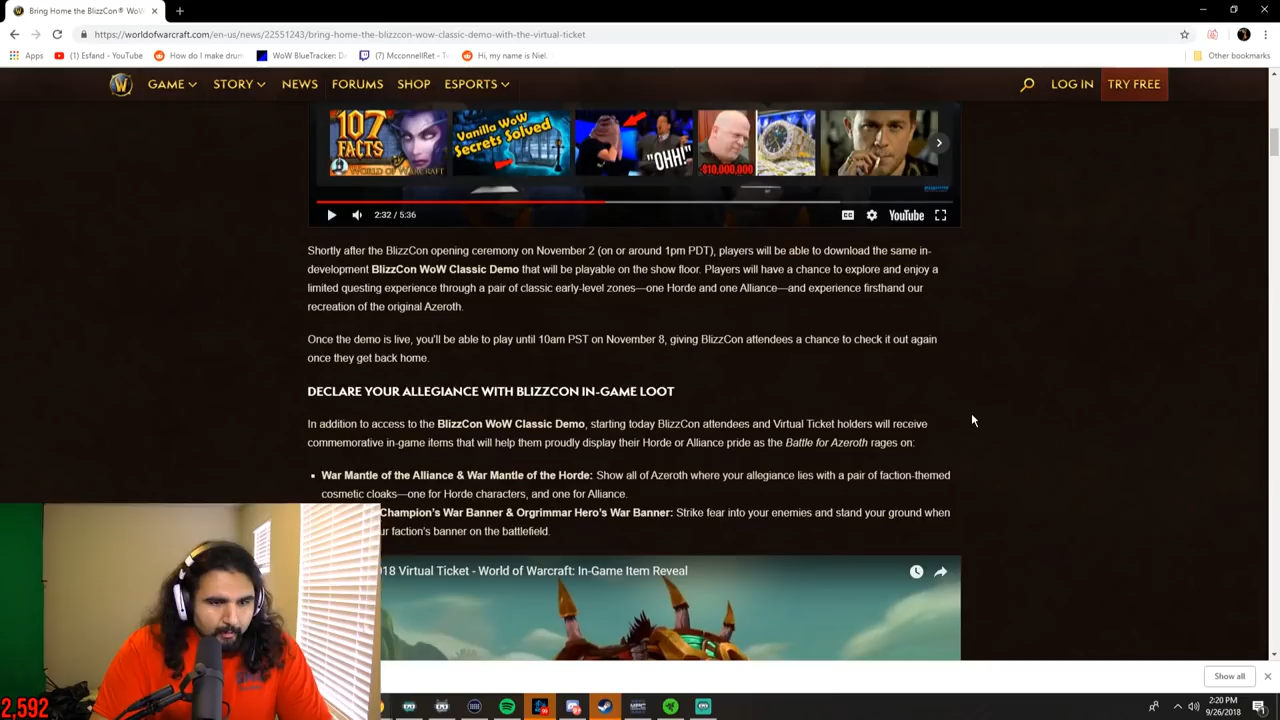 Bring Home the BlizzCon® WoW
https://worldofwarcraft.com/en-us/news/22551243/bring-home-the-blizzcon-wow-classic-demo-with-the-virtual-ticket
Apps (1) Esfand - YouTube How do I make drum WoW BlueTracker: D (7) McconnellRet - Tw Hi, my name is Niel. Other bookmarks
GAME STORY NEWS FORUMS SHOP ESPORTS LOG IN TRY FREE
107 FACTS WORLD OF WARCRAFT
Vanilla WoW Secrets Solved
"OHH!"
-$10,000,000
2:32 / 5:36 CC YouTube
Shortly after the BlizzCon opening ceremony on November 2 (on or around 1pm PDT), players will be able to download the same in-
development BlizzCon WoW Classic Demo that will be playable on the show floor. Players will have a chance to explore and enjoy a
limited questing experience through a pair of classic early-level zones—one Horde and one Alliance—and experience firsthand our
recreation of the original Azeroth.
Once the demo is live, you'll be able to play until 10am PST on November 8, giving BlizzCon attendees a chance to check it out again
once they get back home.
DECLARE YOUR ALLEGIANCE WITH BLIZZCON IN-GAME LOOT
In addition to access to the BlizzCon WoW Classic Demo, starting today BlizzCon attendees and Virtual Ticket holders will receive
commemorative in-game items that will help them proudly display their Horde or Alliance pride as the Battle for Azeroth rages on:
War Mantle of the Alliance & War Mantle of the Horde: Show all of Azeroth where your allegiance lies with a pair of faction-themed
cosmetic cloaks—one for Horde characters, and one for Alliance.
Champion's War Banner & Orgrimmar Hero's War Banner: Strike fear into your enemies and stand your ground when
ur faction's banner on the battlefield.
018 Virtual Ticket - World of Warcraft: In-Game Item Reveal
Show all
2,592
2:20 PM
9/26/2018